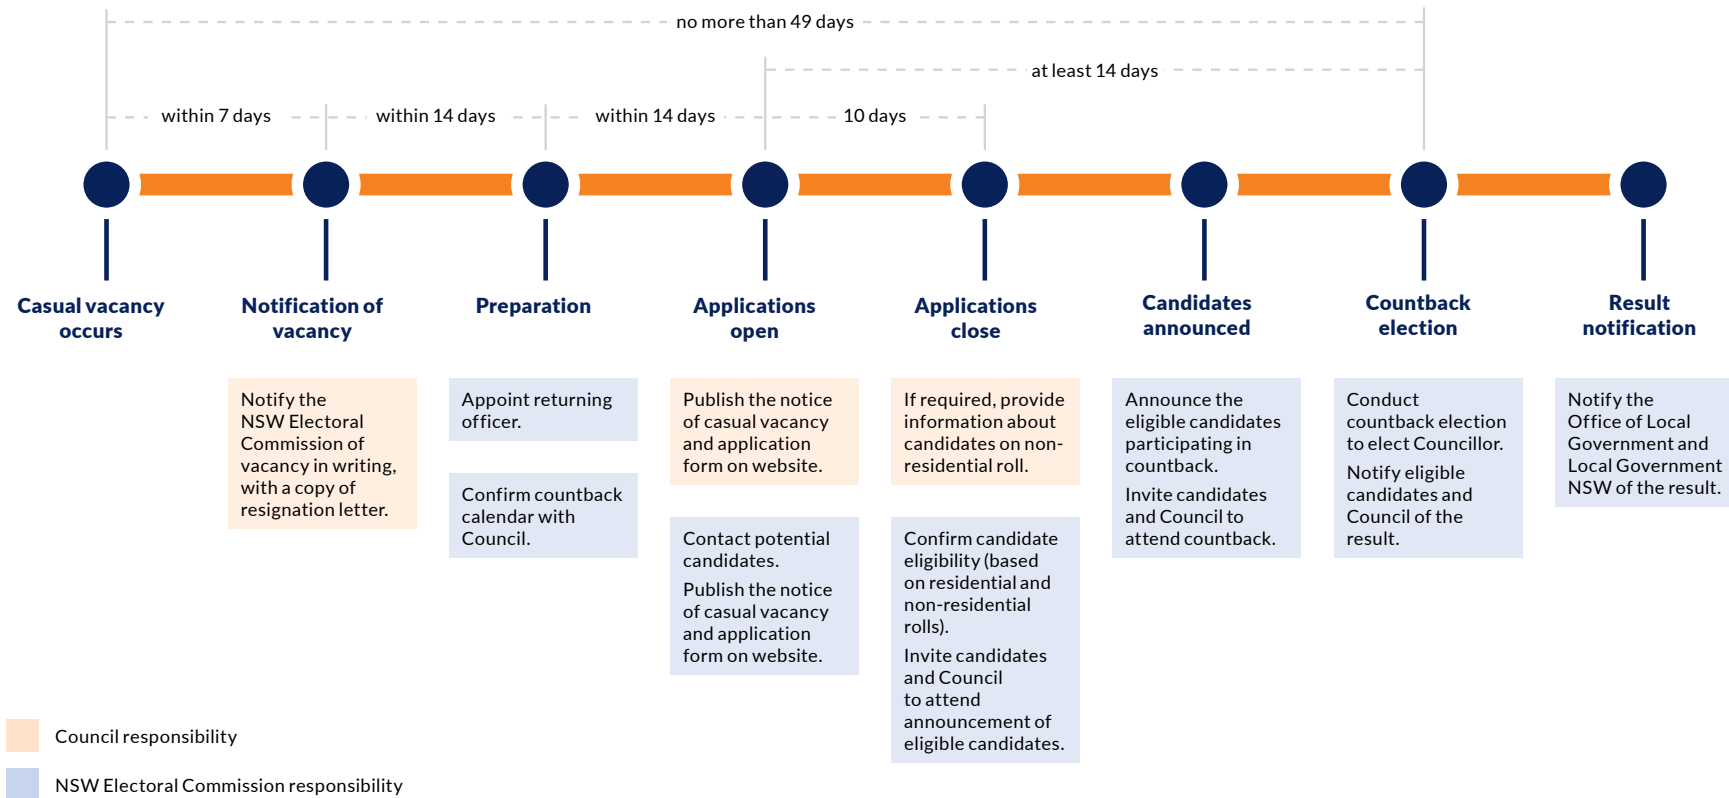 no more than 49 days
at least 14 days
within 7 days
within 14 days
within 14 days
10 days
Casual vacancy
occurs
Notification of
vacancy
Preparation
Applications
open
Applications
close
Candidates
announced
Countback
election
Result
notification
Notify the
NSW Electoral
Commission of
vacancy in writing,
with a copy of
resignation letter.
Appoint returning
officer.
Confirm countback
calendar with
Council.
Publish the notice
of casual vacancy
and application
form on website.
Contact potential
candidates.
Publish the notice
of casual vacancy
and application
form on website.
If required, provide
information about
candidates on non-
residential roll.
Confirm candidate
eligibility (based
on residential and
non-residential
rolls).
Invite candidates
and Council
to attend
announcement of
eligible candidates.
Announce the
eligible candidates
participating in
countback.
Invite candidates
and Council to
attend countback.
Conduct
countback election
to elect Councillor.
Notify eligible
candidates and
Council of the
result.
Notify the
Office of Local
Government and
Local Government
NSW of the result.
Council responsibility
NSW Electoral Commission responsibility